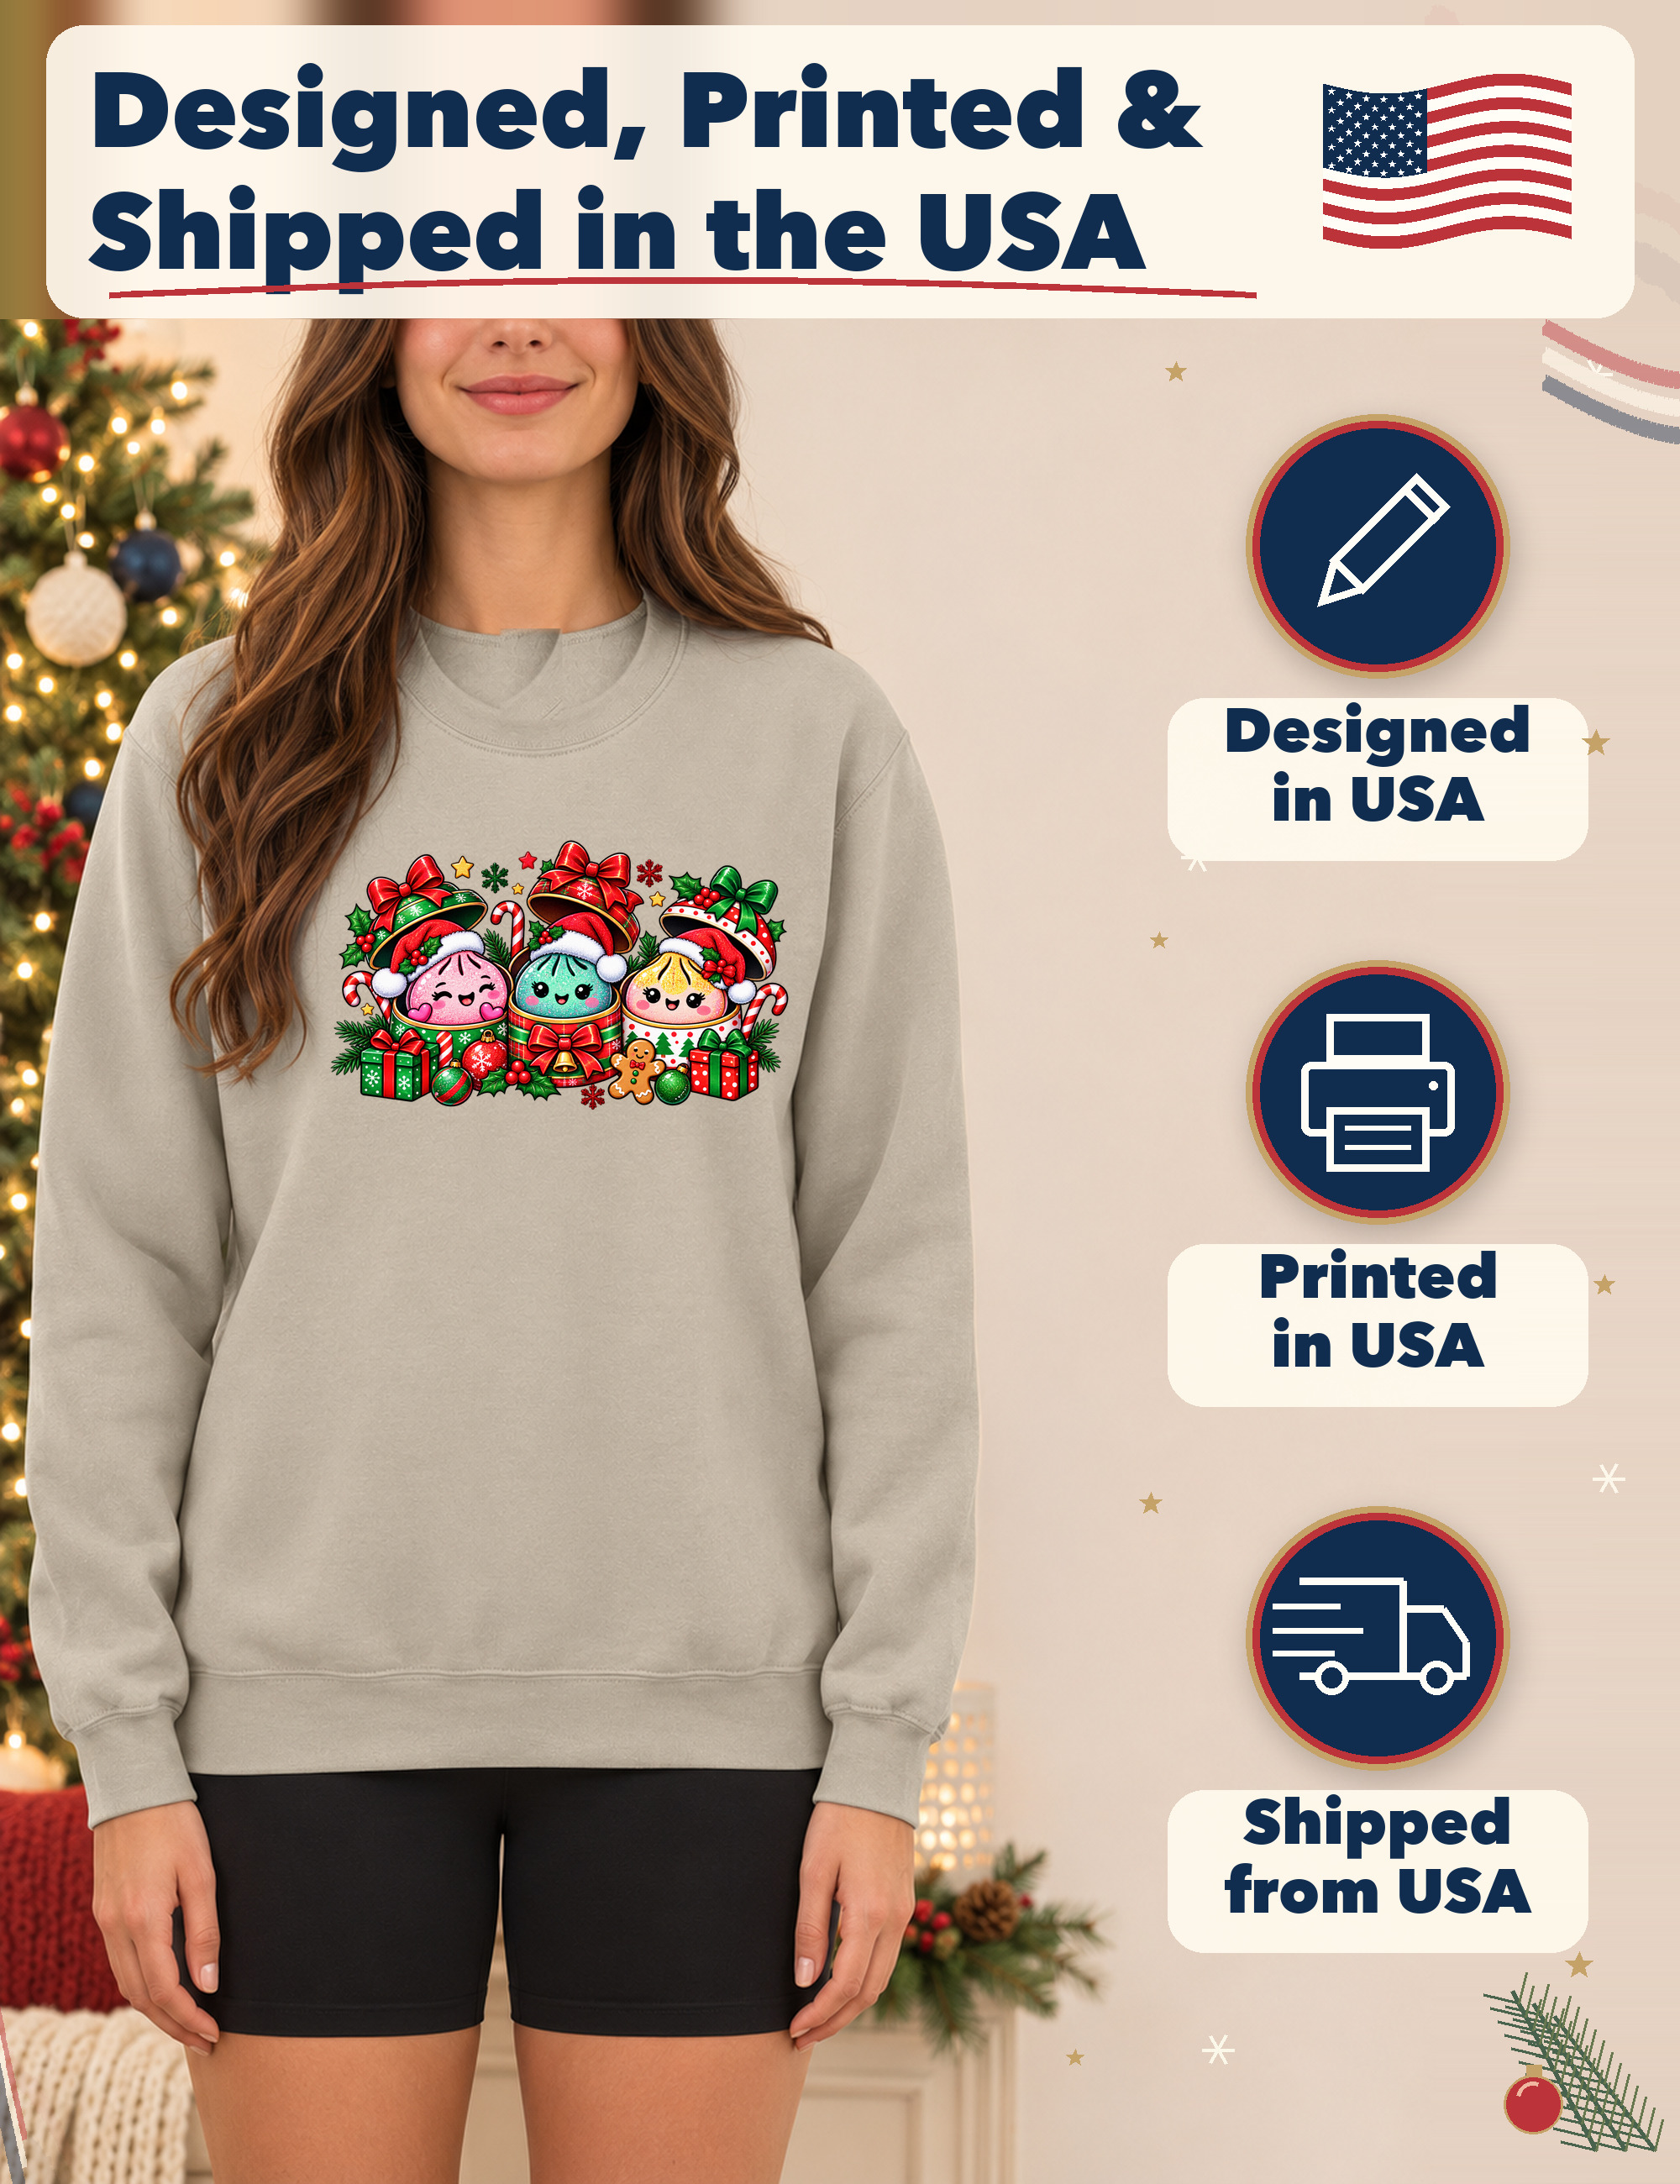 Designed, Printed &
Shipped in the USA
Designed
in USA
Printed
in USA
Shipped
from USA